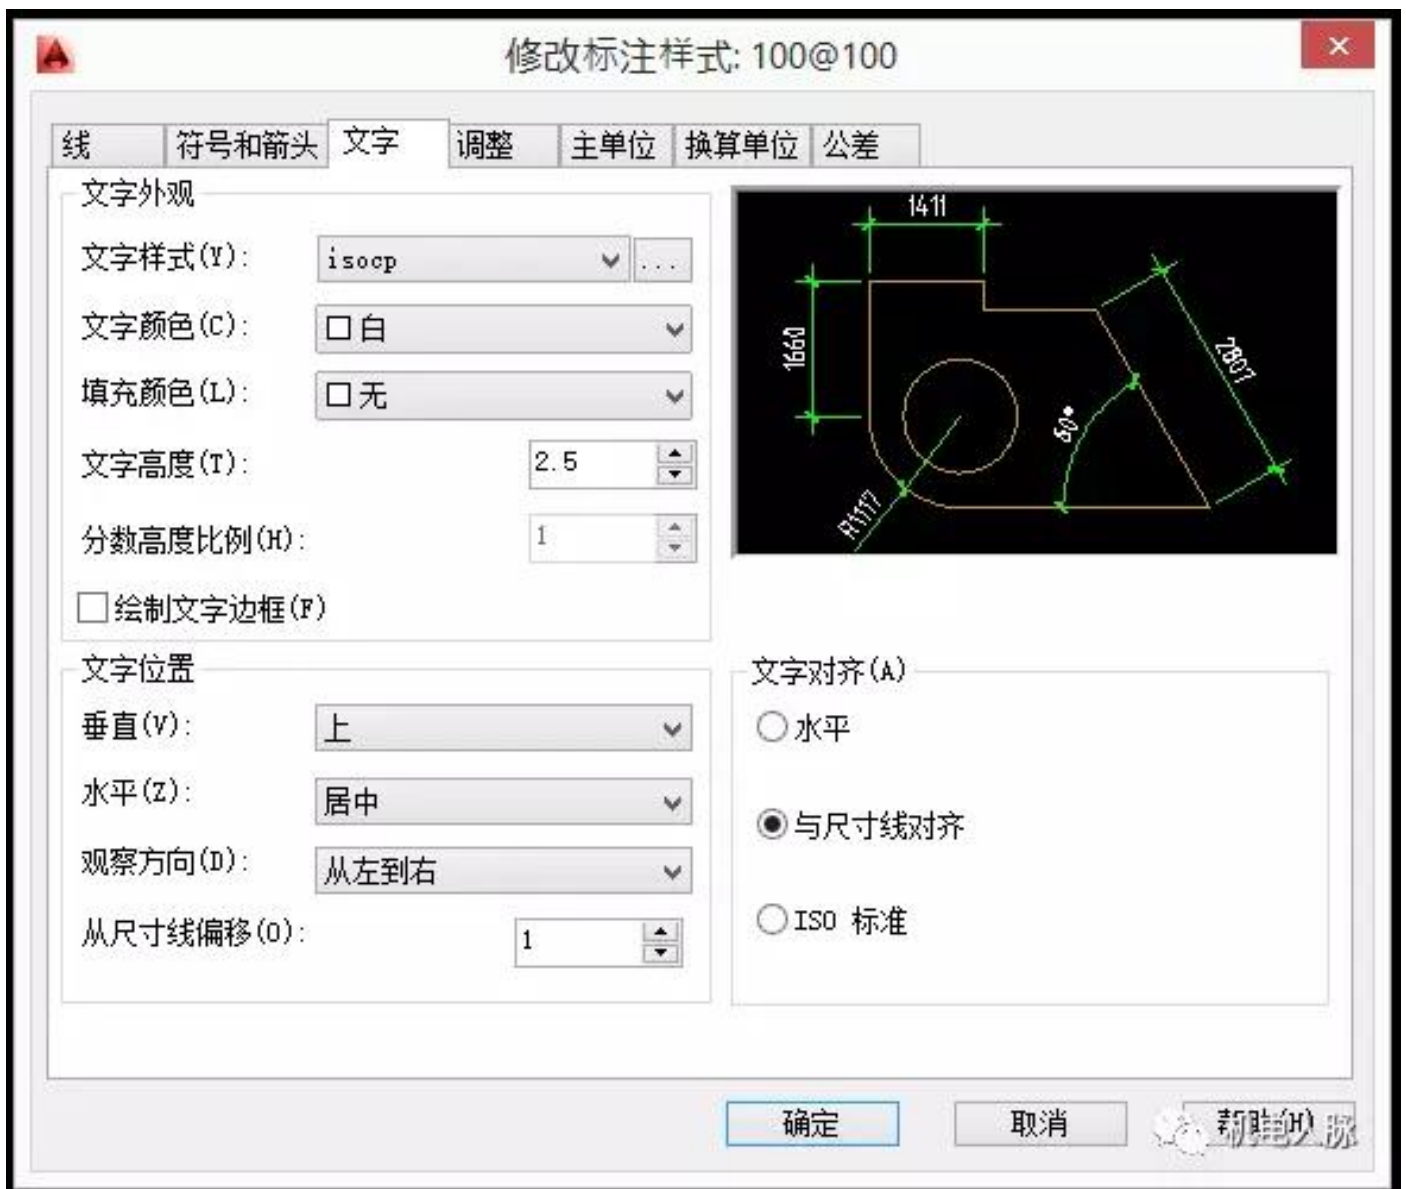 修改标注样式: 100@100
线 符号和箭头 文字 调整 主单位 换算单位 公差
文字外观
文字样式(Y): isocp ...
文字颜色(C): 白
填充颜色(L): 无
文字高度(T): 2.5
分数高度比例(H): 1
绘制文字边框(F)
1411
1660
2807
60°
R1117
文字位置
垂直(V): 上
水平(Z): 居中
观察方向(D): 从左到右
从尺寸线偏移(O): 1
文字对齐(A)
水平
与尺寸线对齐
ISO 标准
确定 取消 帮助(H)
机电人脉